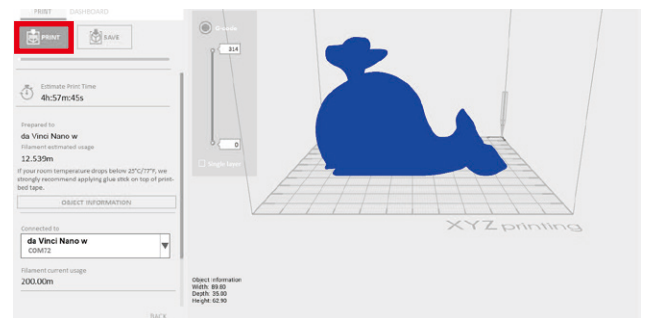 PRINT DASHBOARD
PRINT SAVE
Estimate Print Time
4h:57m:45s
Prepared to
da Vinci Nano w
Filament estimated usage
12.539m
If your room temperature drops below 25°C/77°F, we
strongly recommend applying glue stick on top of print-
bed tape.
OBJECT INFORMATION
Connected to
da Vinci Nano w
COM72
Filament current usage
200.00m
BACK
314
0
Single layer
XYZprinting
Object Information
Width: 89.80
Depth: 35.00
Height: 62.90